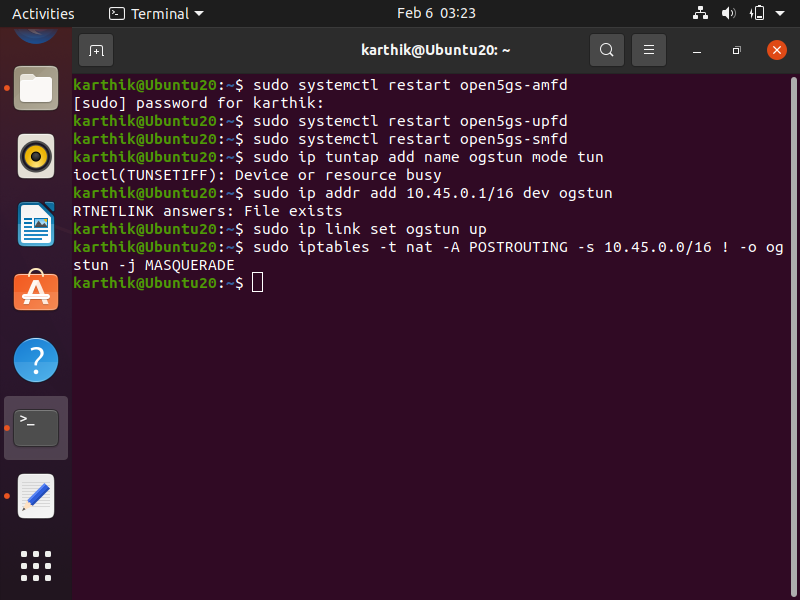 Activities
Terminal
Feb 6 03:23
karthik@Ubuntu20: ~
karthik@Ubuntu20:~$ sudo systemctl restart open5gs-amfd
[sudo] password for karthik:
karthik@Ubuntu20:~$ sudo systemctl restart open5gs-upfd
karthik@Ubuntu20:~$ sudo systemctl restart open5gs-smfd
karthik@Ubuntu20:~$ sudo ip tuntap add name ogstun mode tun
ioctl(TUNSETIFF): Device or resource busy
karthik@Ubuntu20:~$ sudo ip addr add 10.45.0.1/16 dev ogstun
RTNETLINK answers: File exists
karthik@Ubuntu20:~$ sudo ip link set ogstun up
karthik@Ubuntu20:~$ sudo iptables -t nat -A POSTROUTING -s 10.45.0.0/16 ! -o og
stun -j MASQUERADE
karthik@Ubuntu20:~$